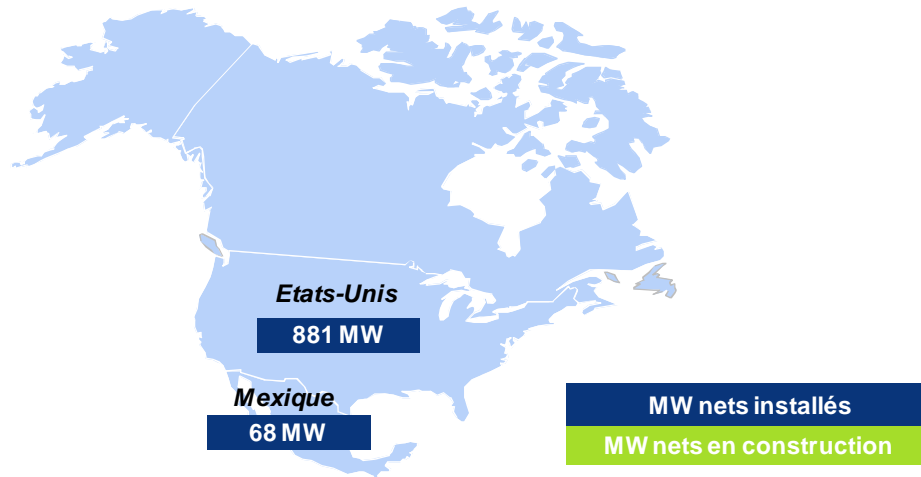 Etats-Unis
881 MW
Mexique
68 MW
MW nets installés
MW nets en construction